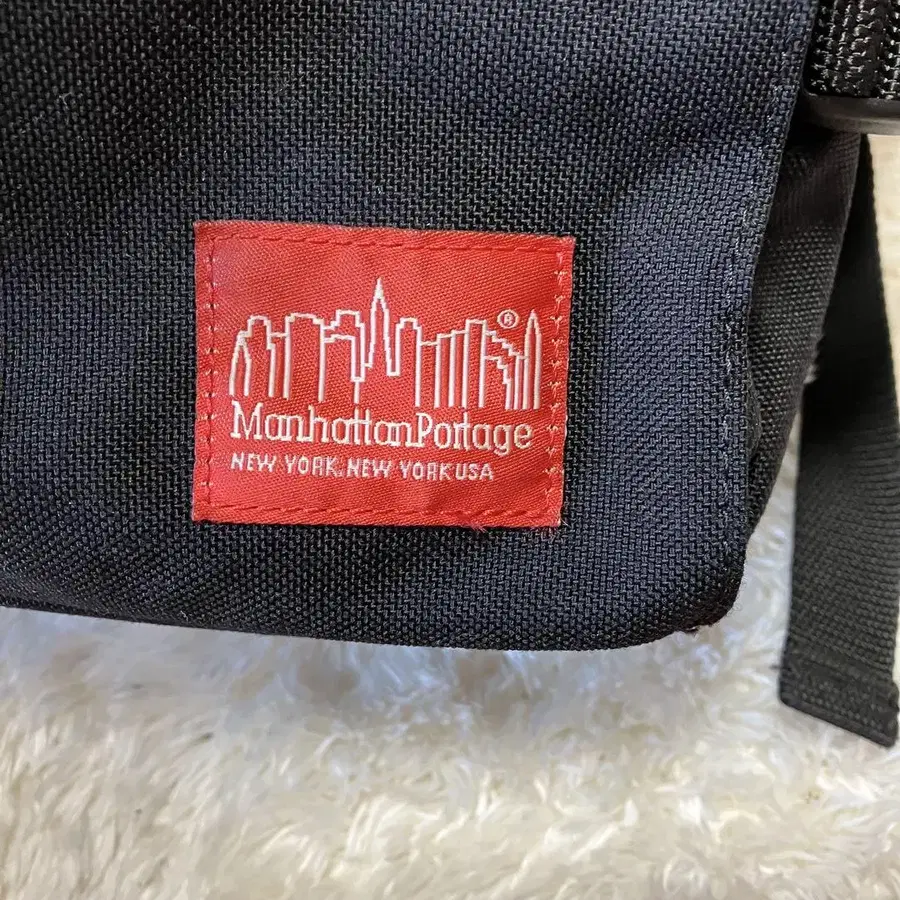 ®
ManhattanPortage
NEW YORK, NEW YORK USA